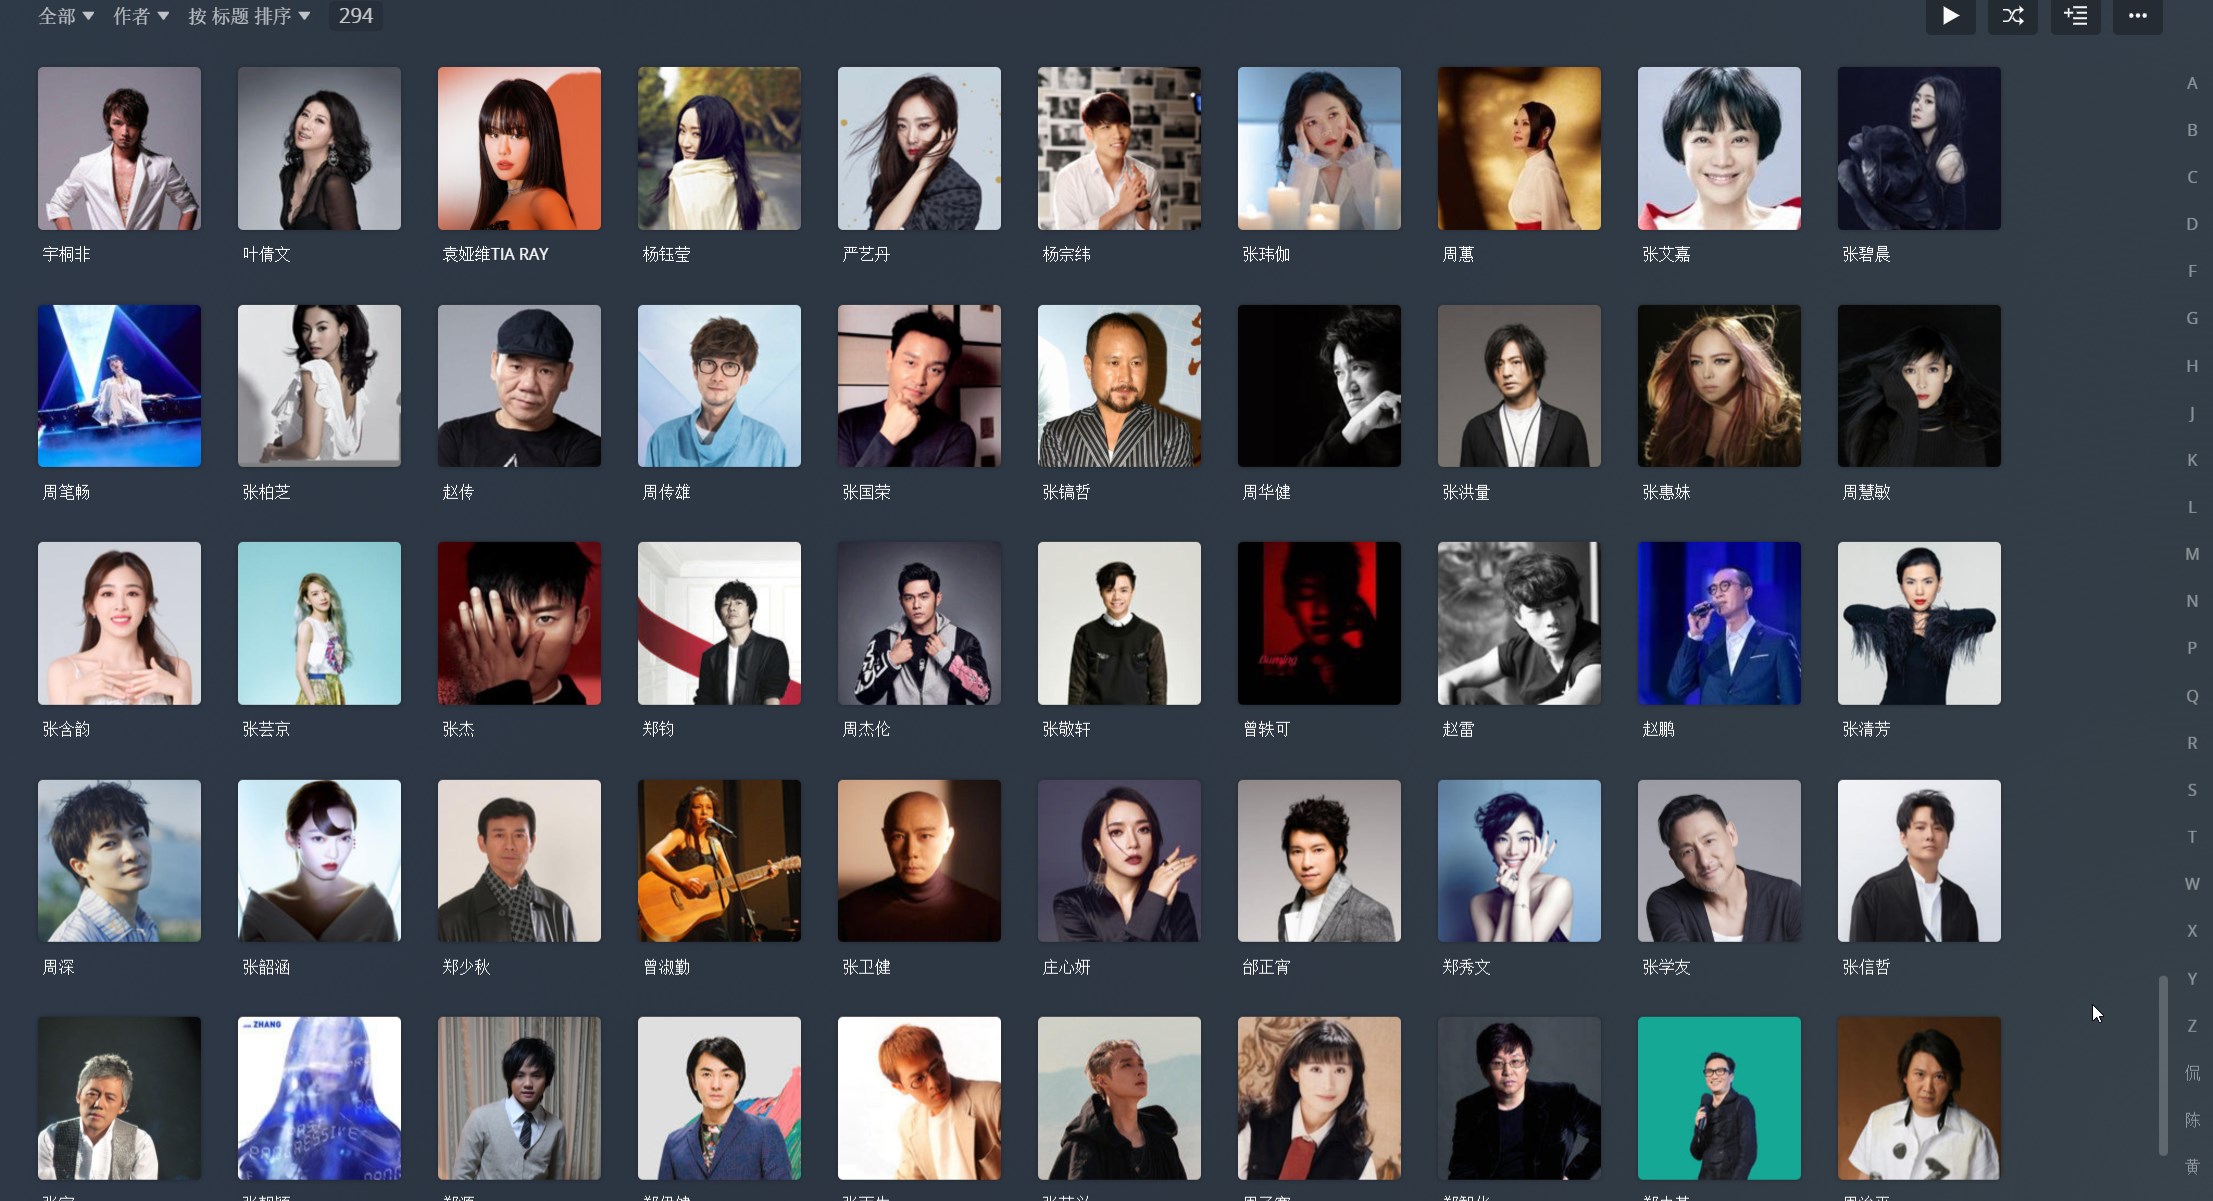 全部 作者 按 标题 排序 294
宇桐非 叶倩文 袁娅维TIA RAY 杨钰莹 严艺丹 杨宗纬 张玮伽 周蕙 张艾嘉 张碧晨
周笔畅 张柏芝 赵传 周传雄 张国荣 张镐哲 周华健 张洪量 张惠妹 周慧敏
Burning
张含韵 张芸京 张杰 郑钧 周杰伦 张敬轩 曾轶可 赵雷 赵鹏 张清芳
周深 张韶涵 郑少秋 曾淑勤 张卫健 庄心妍 邰正宵 郑秀文 张学友 张信哲
ZHANG
PROGRESSIVE
A
B
C
D
F
G
H
J
K
L
M
N
P
Q
R
S
T
W
X
Y
Z
侃
陈
黄